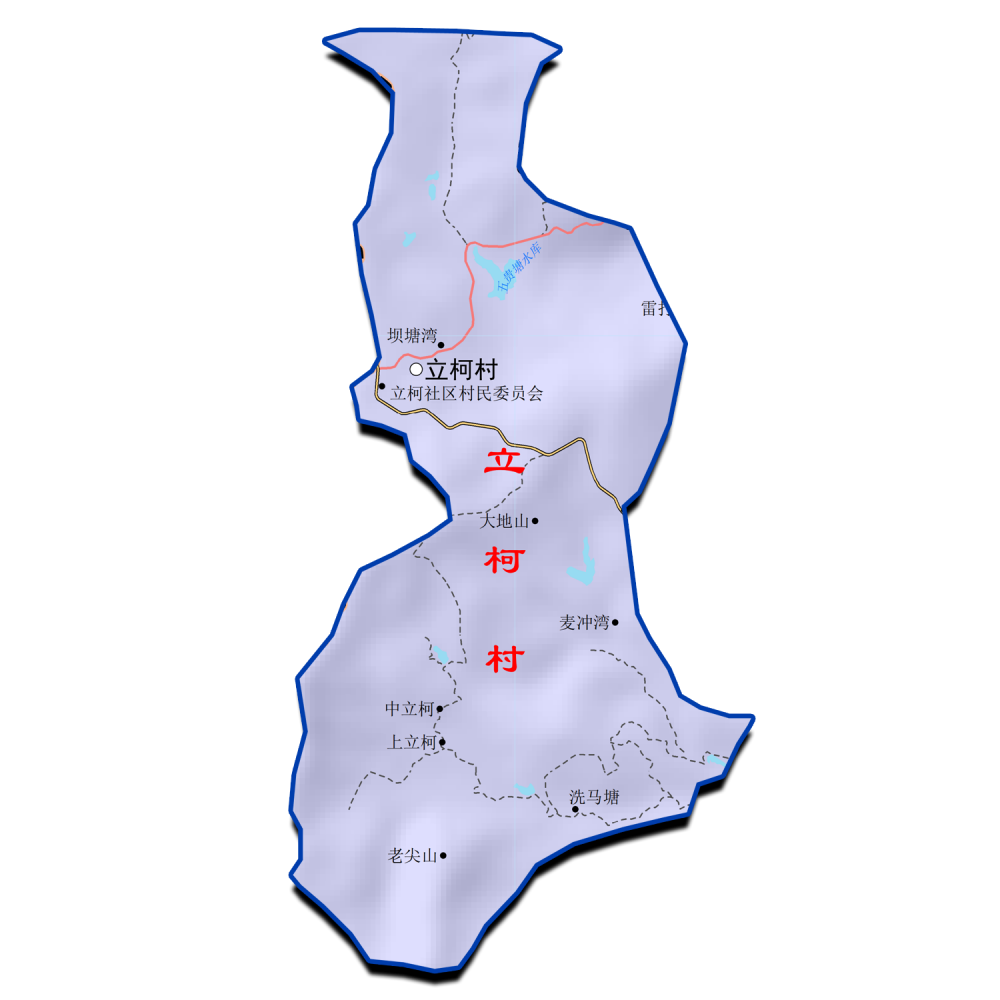 五贵塘水库
雷打
坝塘湾
立柯村
立柯社区村民委员会
立
柯
村
大地山
麦冲湾
中立柯
上立柯
洗马塘
老尖山